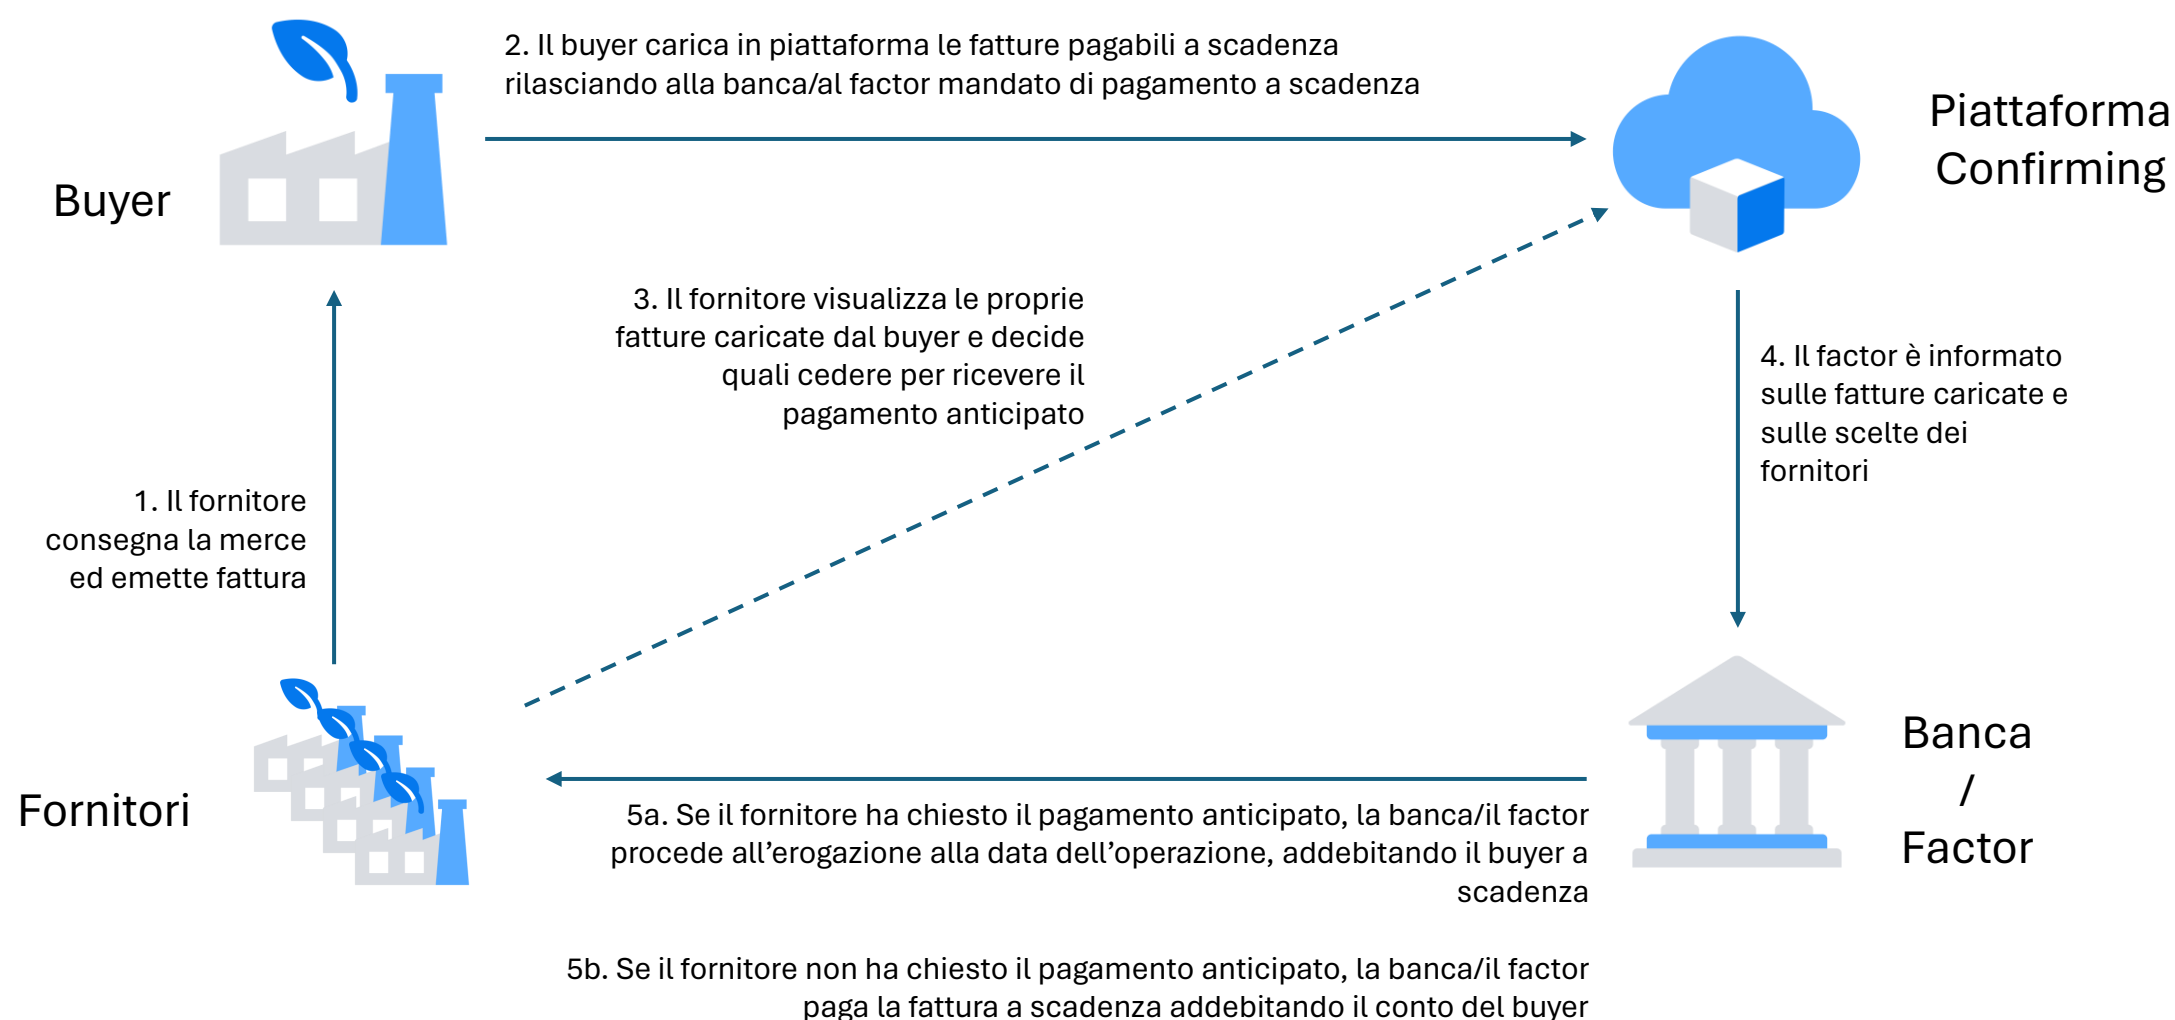 2. Il buyer carica in piattaforma le fatture pagabili a scadenza
rilasciando alla banca/al factor mandato di pagamento a scadenza
Piattaforma
Confirming
Buyer
3. Il fornitore visualizza le proprie
fatture caricate dal buyer e decide
quali cedere per ricevere il
pagamento anticipato
4. Il factor è informato
sulle fatture caricate e
sulle scelte dei
fornitori
1. Il fornitore
consegna la merce
ed emette fattura
Fornitori
Banca
/
Factor
5a. Se il fornitore ha chiesto il pagamento anticipato, la banca/il factor
procede all’erogazione alla data dell’operazione, addebitando il buyer a
scadenza
5b. Se il fornitore non ha chiesto il pagamento anticipato, la banca/il factor
paga la fattura a scadenza addebitando il conto del buyer